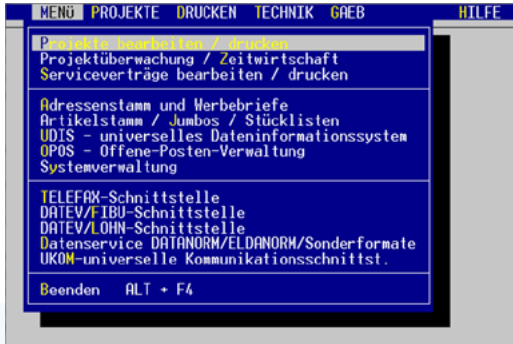 MENü PROJEKTE DRUCKEN TECHNIK GAEB HILFE
Projekte bearbeiten / drucken
Projektüberwachung / Zeitwirtschaft
Serviceverträge bearbeiten / drucken
Adressenstamm und Werbebriefe
Artikelstamm / Jumbos / Stücklisten
UDIS - universelles Dateninformationssystem
OPOS - Offene-Posten-Verwaltung
Systemverwaltung
TELEFAX-Schnittstelle
DATEV/FIBU-Schnittstelle
DATEV/LOHN-Schnittstelle
Datenservice DATANORM/ELDANORM/Sonderformate
UKOM-universelle Kommunikationsschnittst.
Beenden ALT + F4